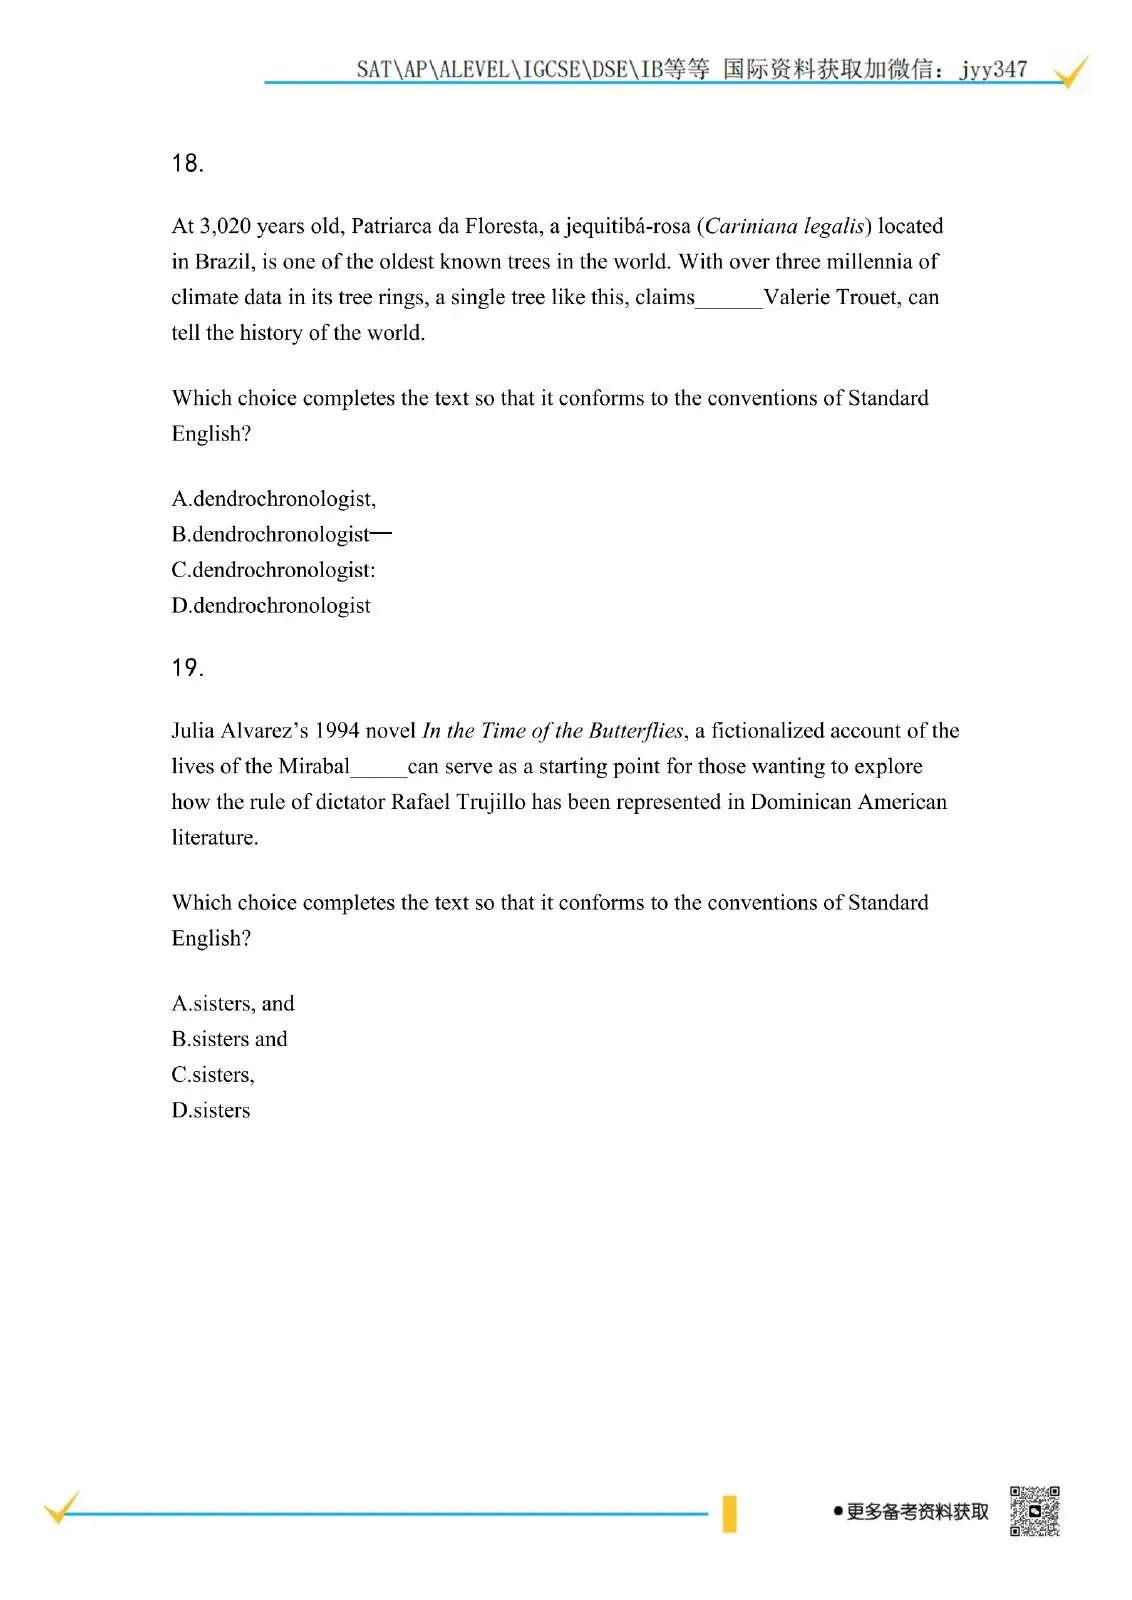 SAT\AP\ALEVEL\IGCSE\DSE\IB等等 国际资料获取加微信：jyy347
18.
At 3,020 years old, Patriarca da Floresta, a jequitibá-rosa (Cariniana legalis) located
in Brazil, is one of the oldest known trees in the world. With over three millennia of
climate data in its tree rings, a single tree like this, claims______Valerie Trouet, can
tell the history of the world.
Which choice completes the text so that it conforms to the conventions of Standard
English?
A.dendrochronologist,
B.dendrochronologist—
C.dendrochronologist:
D.dendrochronologist
19.
Julia Alvarez’s 1994 novel In the Time of the Butterflies, a fictionalized account of the
lives of the Mirabal_____can serve as a starting point for those wanting to explore
how the rule of dictator Rafael Trujillo has been represented in Dominican American
literature.
Which choice completes the text so that it conforms to the conventions of Standard
English?
A.sisters, and
B.sisters and
C.sisters,
D.sisters
●更多备考资料获取